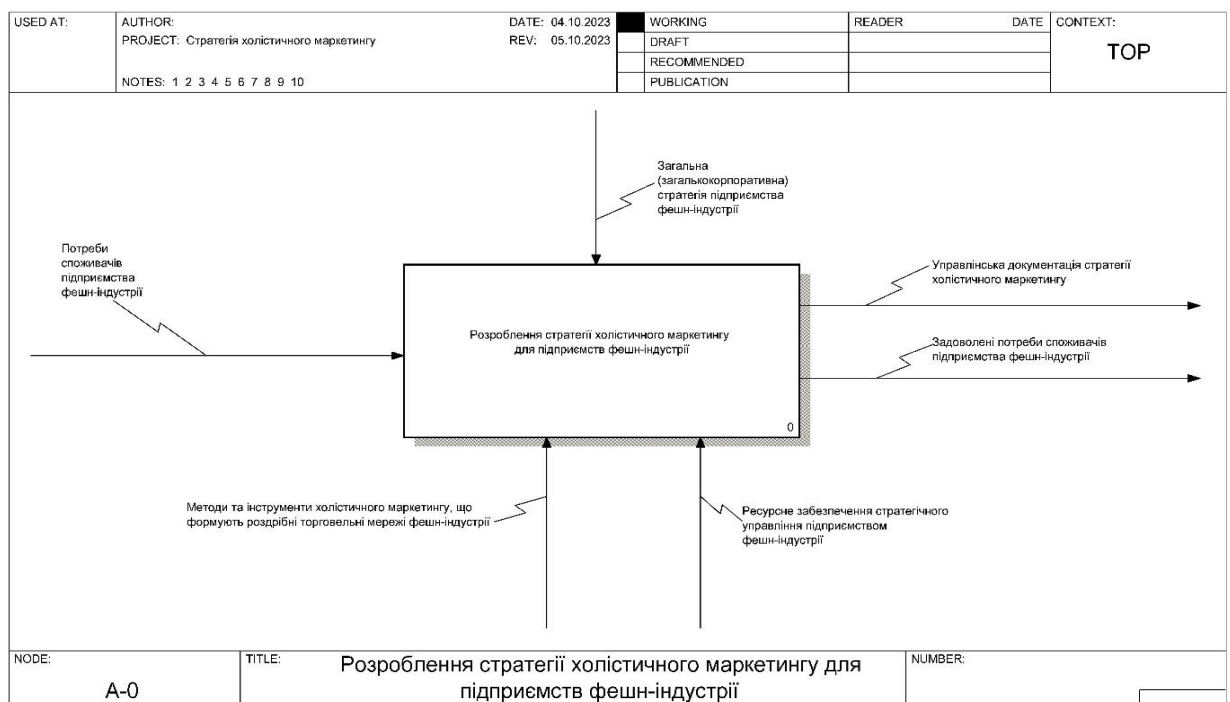 USED AT:
AUTHOR:
DATE: 04.10.2023
WORKING
READER
DATE
CONTEXT:
PROJECT: Стратегія холістичного маркетингу
REV: 05.10.2023
DRAFT
TOP
RECOMMENDED
NOTES: 1 2 3 4 5 6 7 8 9 10
PUBLICATION
Загальна
(загалькокорпоративна)
стратегія підприємства
фешн-індустрії
Потреби
споживачів
підприємства
фешн-індустрії
Управлінська документація стратегії
холістичного маркетингу
Розроблення стратегії холістичного маркетингу
для підприємств фешн-індустрії
Задоволені потреби споживачів
підприємства фешн-індустрії
0
Методи та інструменти холістичного маркетингу, що
формують роздрібні торговельні мережі фешн-індустрії
Ресурсне забезпечення стратегічного
управління підприємством
фешн-індустрії
NODE:
A-0
TITLE:
Розроблення стратегії холістичного маркетингу для
підприємств фешн-індустрії
NUMBER: